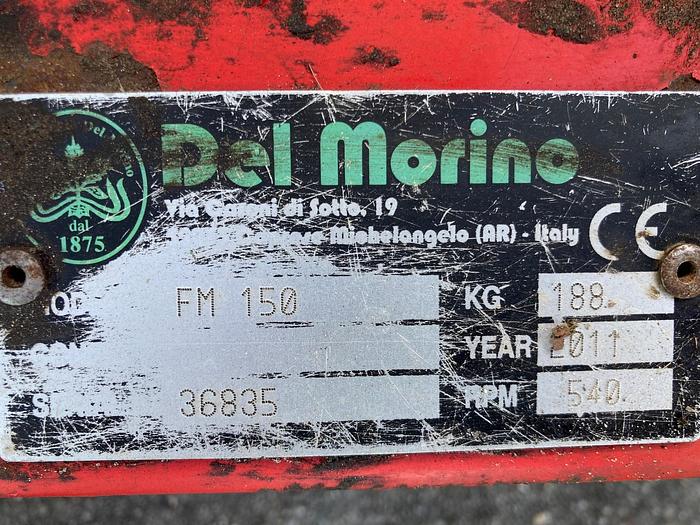 Del Morino
dal
1875
Via Caroni di Sotto, 19
Michelangelo (AR) - Italy
CE
FM 150
KG 188
YEAR 2011
36835
RPM 540